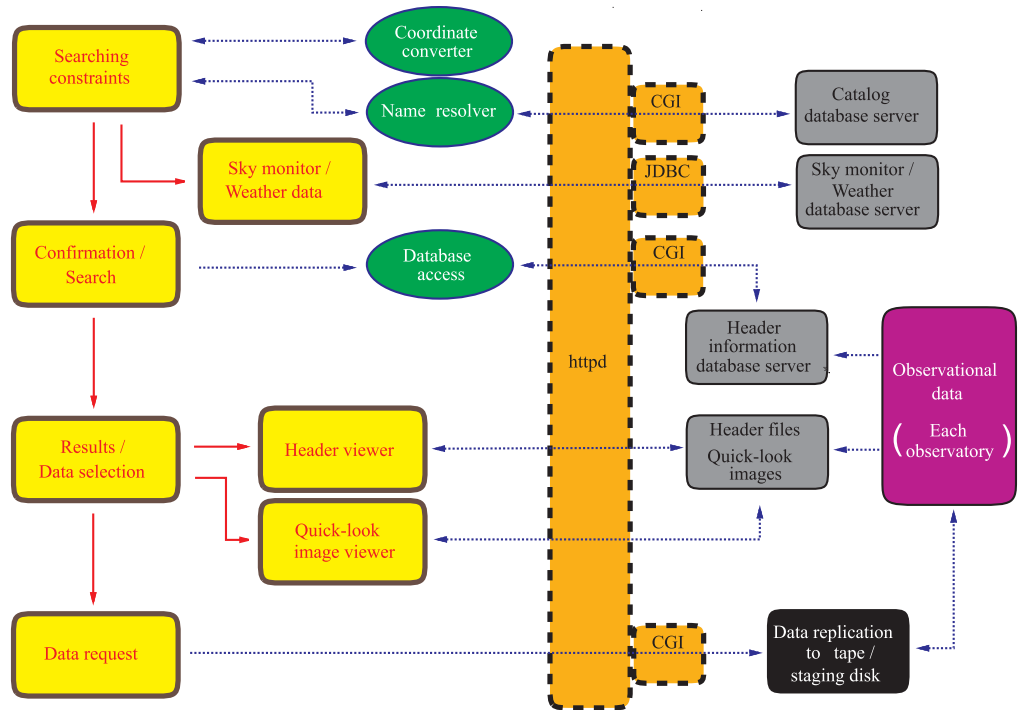 Searching
constraints
Coordinate
converter
Name resolver
CGI
Catalog
database server
Sky monitor /
Weather data
JDBC
Sky monitor /
Weather
database server
Confirmation /
Search
Database
access
CGI
httpd
Header
information
database server
Observational
data
( Each
observatory )
Results /
Data selection
Header viewer
Header files
Quick-look
images
Quick-look
image viewer
Data request
CGI
Data replication
to tape /
staging disk